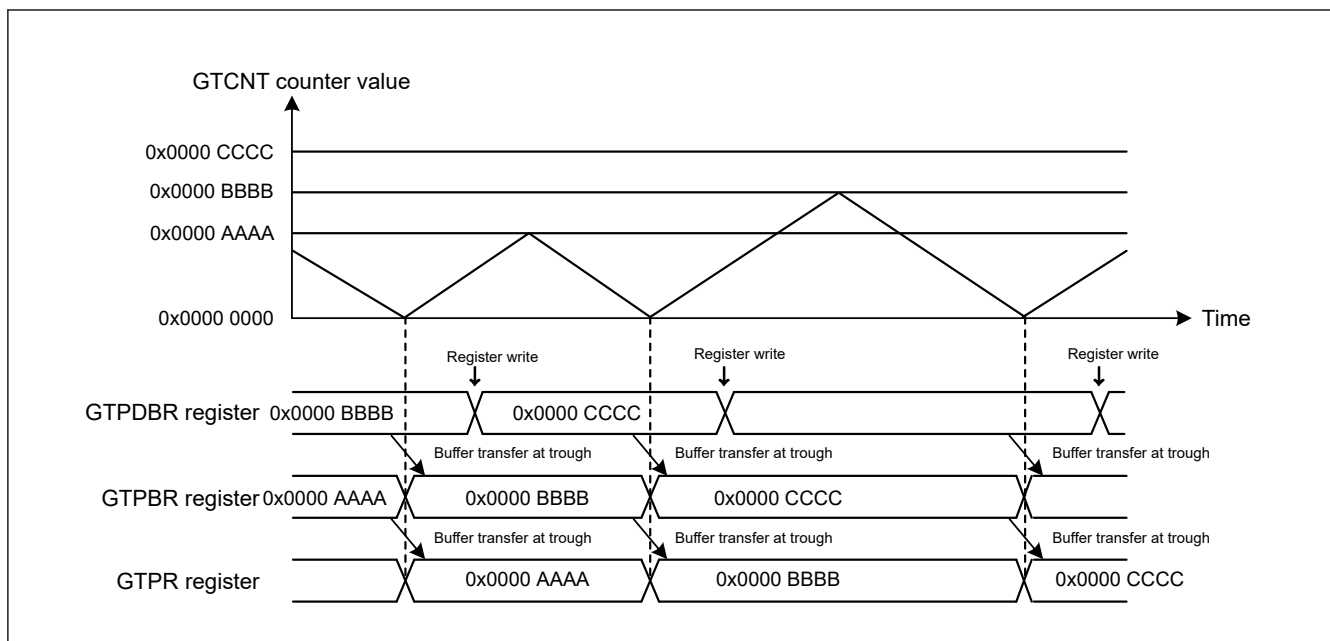 GTCNT counter value
0x0000 CCCC
0x0000 BBBB
0x0000 AAAA
0x0000 0000
Time
Register write Register write Register write
GTPDBR register 0x0000 BBBB 0x0000 CCCC
Buffer transfer at trough Buffer transfer at trough Buffer transfer at trough
GTPBR register 0x0000 AAAA 0x0000 BBBB 0x0000 CCCC
Buffer transfer at trough Buffer transfer at trough Buffer transfer at trough
GTPR register 0x0000 AAAA 0x0000 BBBB 0x0000 CCCC